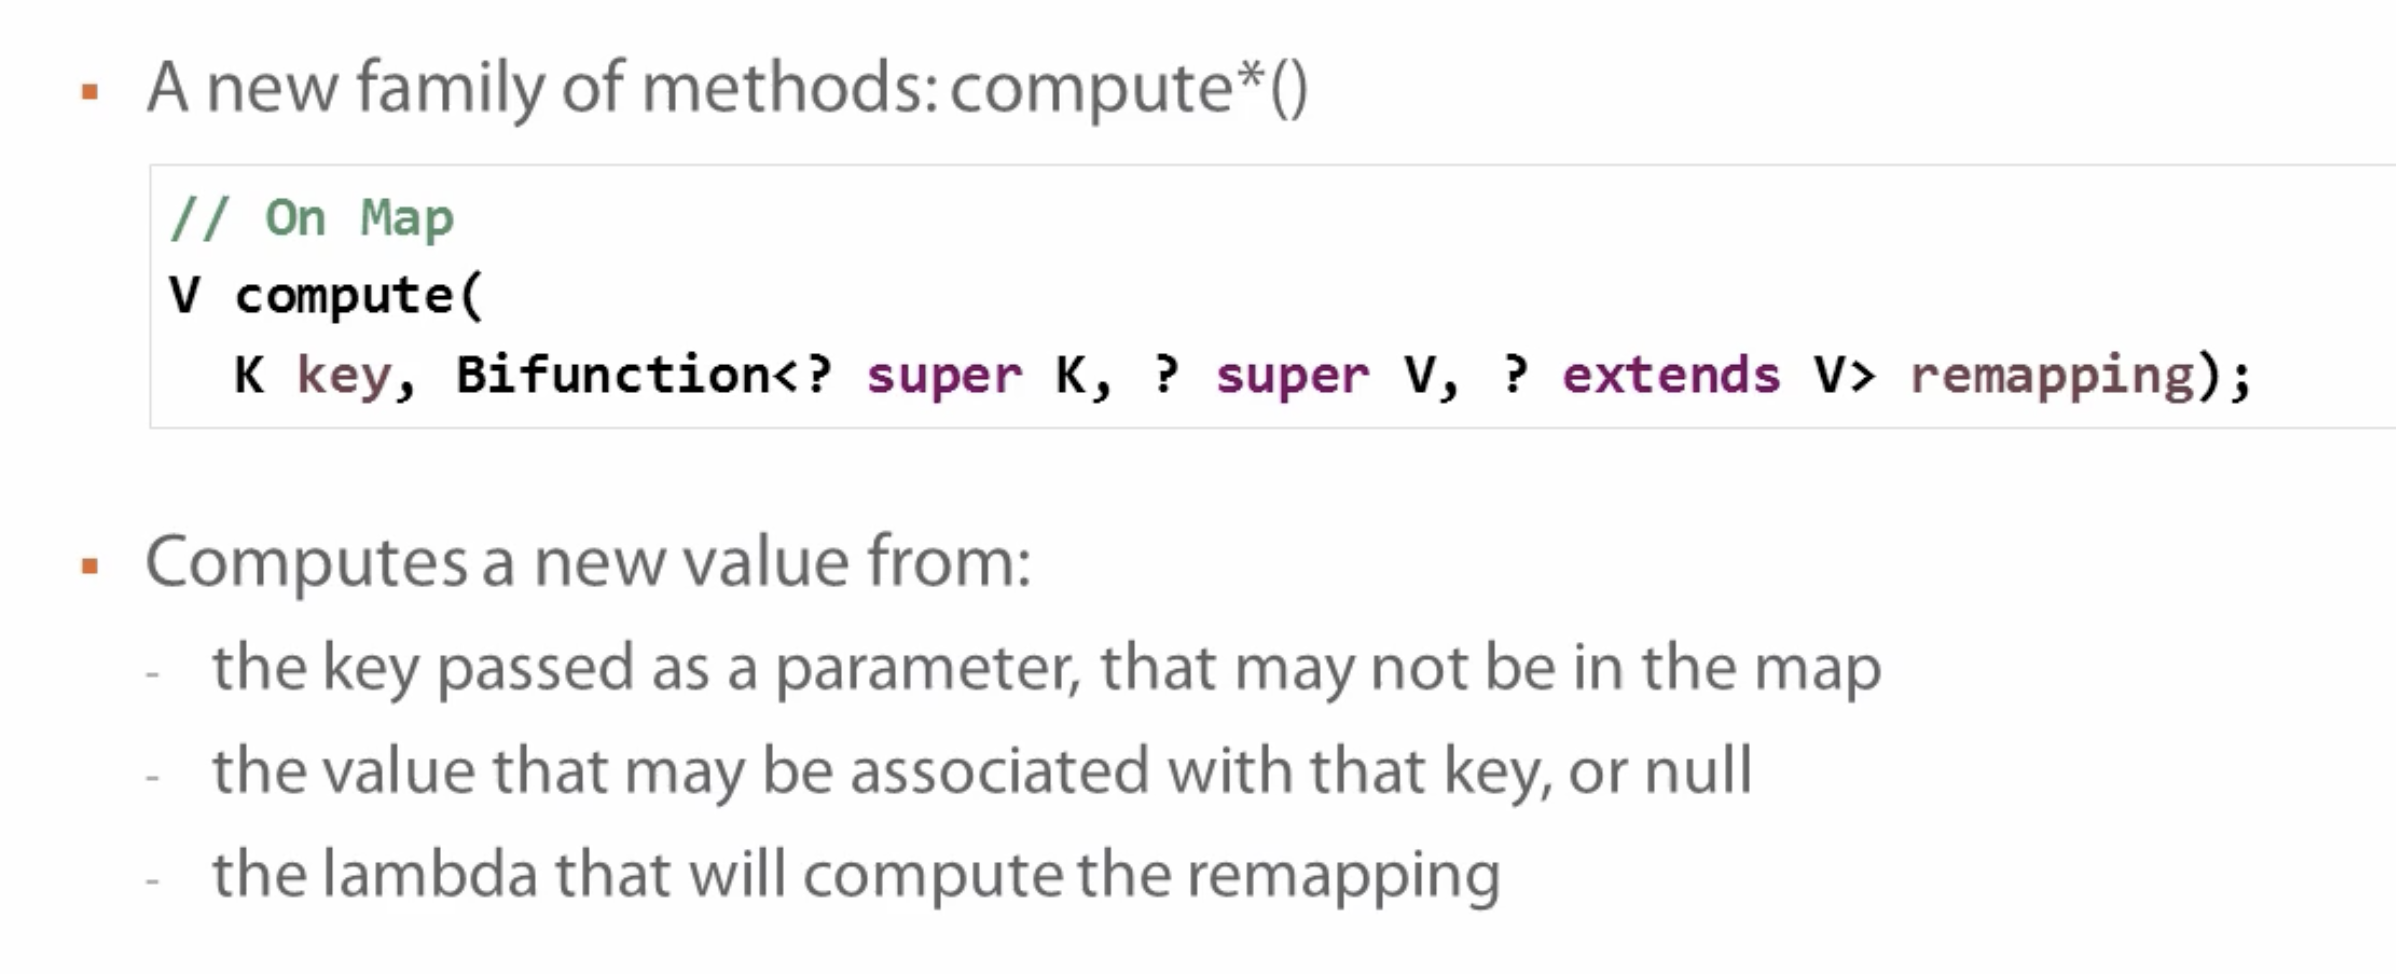 ▪ A new family of methods: compute*()
// On Map
V compute(
K key, Bifunction<? super K, ? super V, ? extends V> remapping);
▪ Computes a new value from:
- the key passed as a parameter, that may not be in the map
- the value that may be associated with that key, or null
- the lambda that will compute the remapping